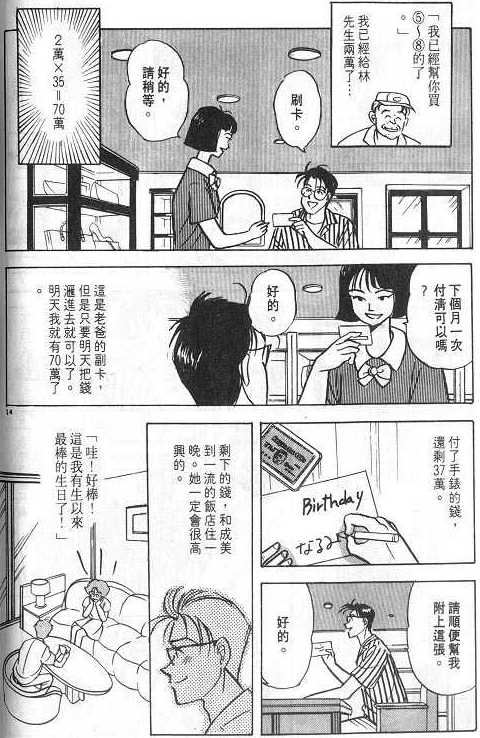 「我已經幫你買
⑤～⑧的了
。」
我已經給林
先生兩萬了…
刷卡。
好的，
請稍等。
2萬×35＝70萬
下個月一次
付清可以嗎
？
好的。
這是老爸的副卡，
但是只要明天把錢
滙進去就可以了。
明天我就有70萬了
。
14
付了手錶的錢，
還剩37萬。
Birthday
なるみ
請順便幫我
附上這張。
好的。
剩下的錢，和成美
到一流的飯店住一
晚。她一定會很高
興的。
「哇！好棒！
這是我有生以來
最棒的生日了！」